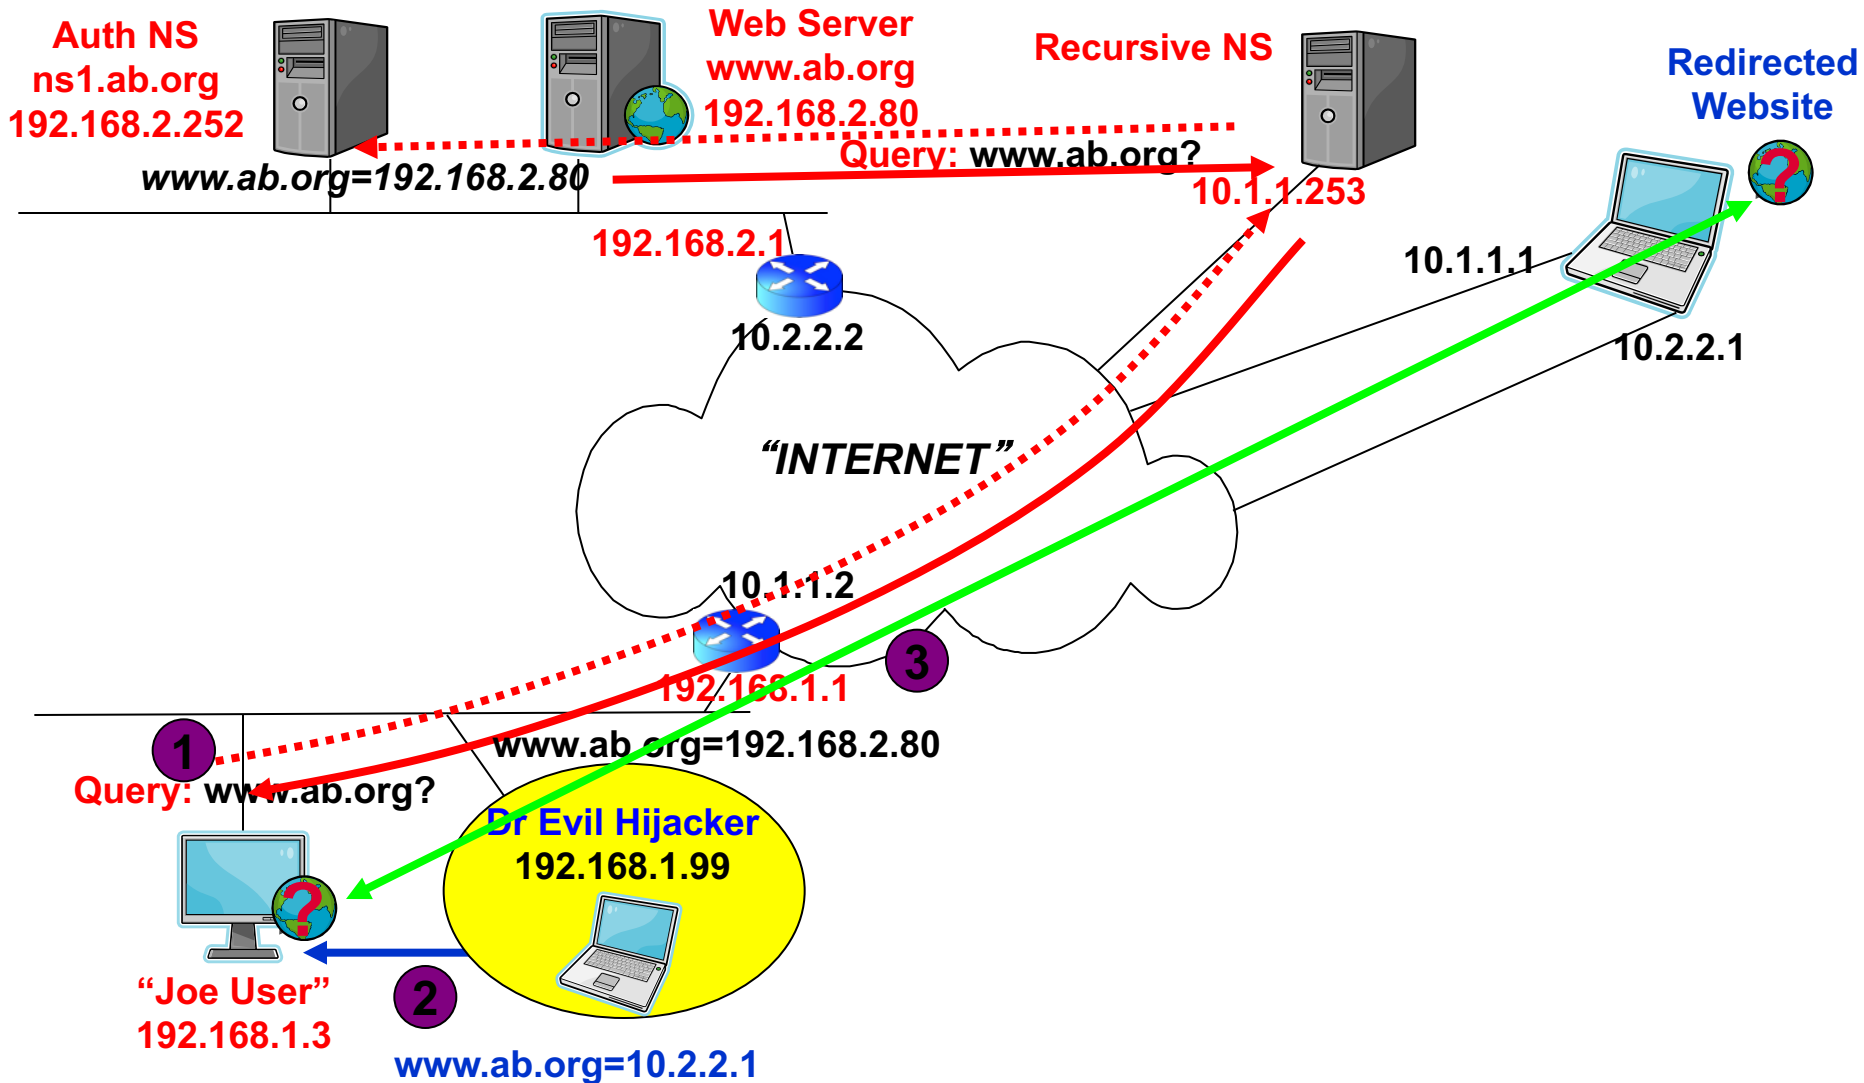 Auth NS
ns1.ab.org
192.168.2.252
Web Server
www.ab.org
192.168.2.80
Recursive NS
Redirected
Website
Query: www.ab.org?
www.ab.org=192.168.2.80
10.1.1.253
192.168.2.1
10.1.1.1
10.2.2.2
10.2.2.1
“INTERNET”
10.1.1.2
3
192.168.1.1
1
www.ab.org=192.168.2.80
Query: www.ab.org?
Dr Evil Hijacker
192.168.1.99
?
?
“Joe User”
192.168.1.3
2
www.ab.org=10.2.2.1